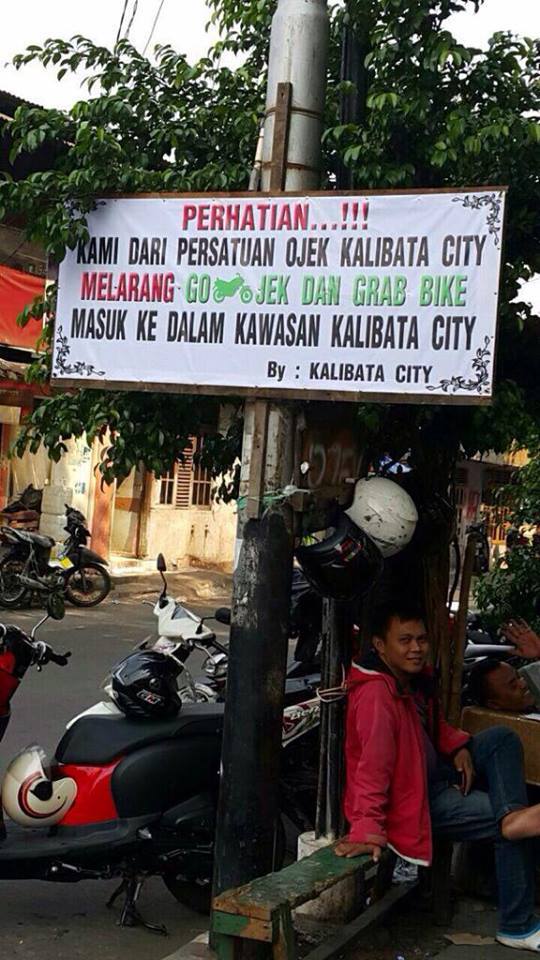 PERHATIAN...!!!
KAMI DARI PERSATUAN OJEK KALIBATA CITY
MELARANG GO JEK DAN GRAB BIKE
MASUK KE DALAM KAWASAN KALIBATA CITY
By : KALIBATA CITY